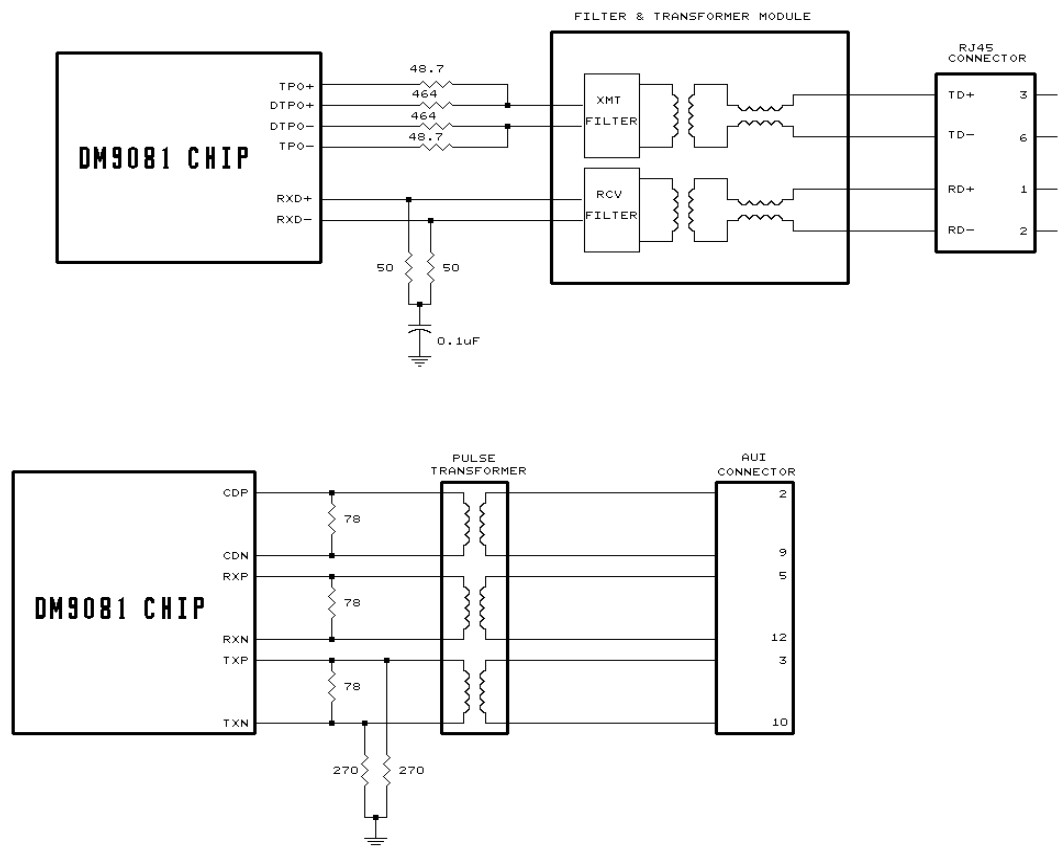 FILTER & TRANSFORMER MODULE
RJ45
CONNECTOR
48.7
TPO+
464
DTPO+
464
DTPO-
TPO-
48.7
DM9081 CHIP
RXD+
RXD-
XMT
FILTER
RCV
FILTER
TD+ 3
TD- 6
RD+ 1
RD- 2
50 50
0.1uF
PULSE
TRANSFORMER
AUI
CONNECTOR
CDP
78
CDN
RXP
DM9081 CHIP
78
RXN
TXP
78
TXN
2
9
5
12
3
10
270 270